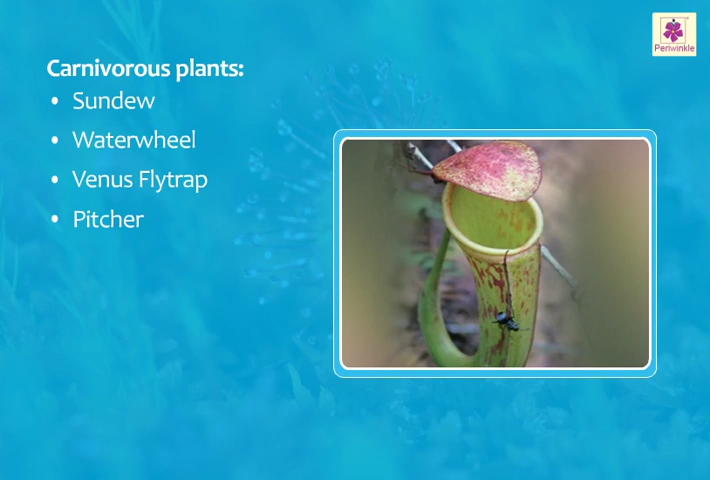 Periwinkle
Carnivorous plants:
• Sundew
• Waterwheel
• Venus Flytrap
• Pitcher